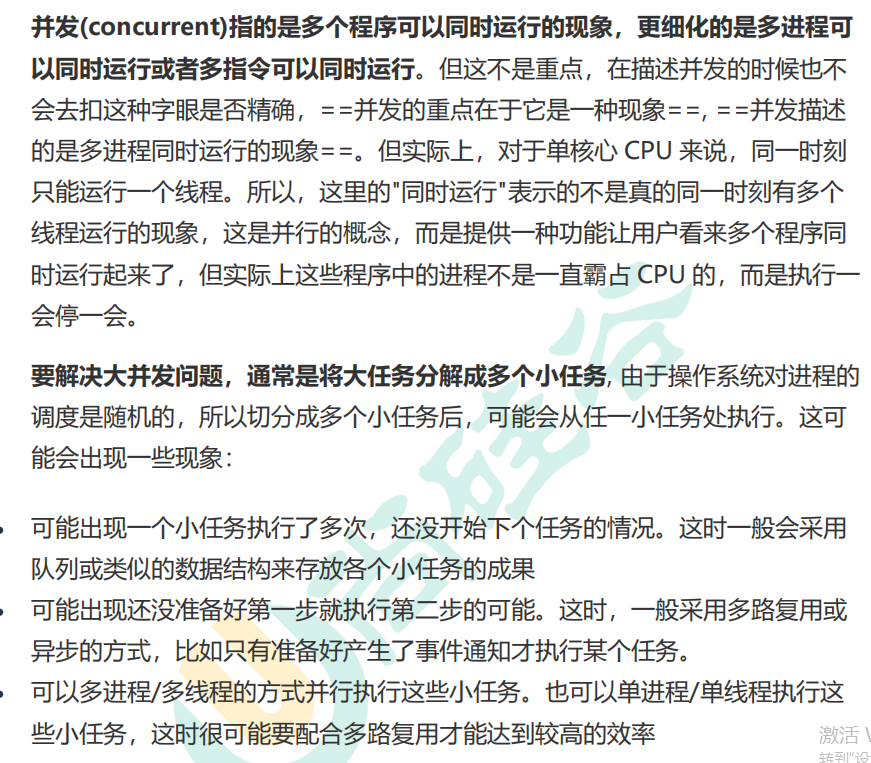 并发(concurrent)指的是多个程序可以同时运行的现象，更细化的是多进程可
以同时运行或者多指令可以同时运行。但这不是重点，在描述并发的时候也不
会去扣这种字眼是否精确，==并发的重点在于它是一种现象==, ==并发描述
的是多进程同时运行的现象==。但实际上，对于单核心 CPU 来说，同一时刻
只能运行一个线程。所以，这里的"同时运行"表示的不是真的同一时刻有多个
线程运行的现象，这是并行的概念，而是提供一种功能让用户看来多个程序同
时运行起来了，但实际上这些程序中的进程不是一直霸占 CPU 的，而是执行一
会停一会。
要解决大并发问题，通常是将大任务分解成多个小任务, 由于操作系统对进程的
调度是随机的，所以切分成多个小任务后，可能会从任一小任务处执行。这可
能会出现一些现象：
• 可能出现一个小任务执行了多次，还没开始下个任务的情况。这时一般会采用
队列或类似的数据结构来存放各个小任务的成果
• 可能出现还没准备好第一步就执行第二步的可能。这时，一般采用多路复用或
异步的方式，比如只有准备好产生了事件通知才执行某个任务。
• 可以多进程/多线程的方式并行执行这些小任务。也可以单进程/单线程执行这
些小任务，这时很可能要配合多路复用才能达到较高的效率
尚硅谷
激活 W
转到"设